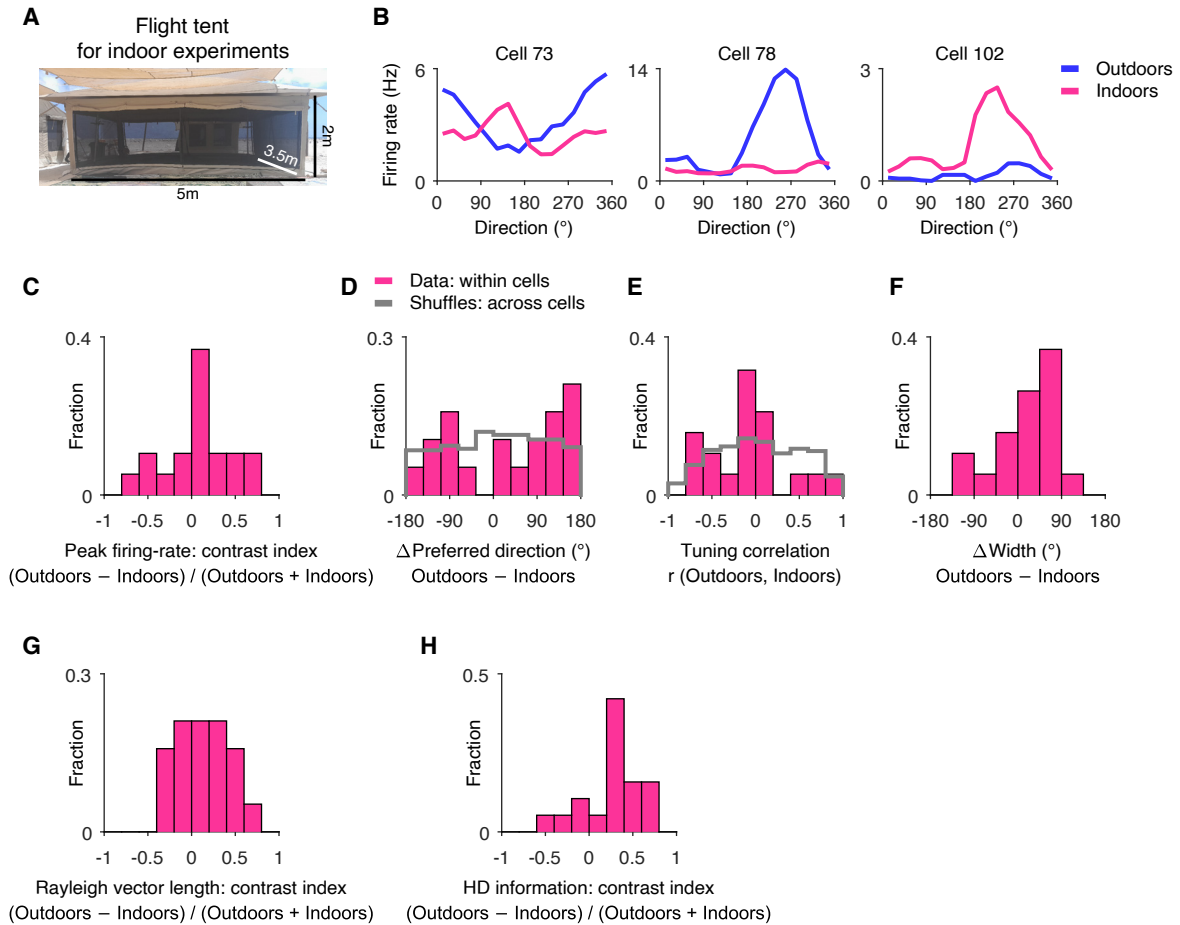 A
Flight tent
for indoor experiments
2m
3.5m
5m
B
Cell 73
Cell 78
Cell 102
Outdoors
Indoors
Firing rate (Hz)
6
0
14
0
3
0
0 90 180 270 360
0 90 180 270 360
0 90 180 270 360
Direction (°)
Direction (°)
Direction (°)
C
D
Data: within cells
Shuffles: across cells
E
F
Fraction
0.4
0
-1 -0.5 0 0.5 1
Peak firing-rate: contrast index
(Outdoors – Indoors) / (Outdoors + Indoors)
Fraction
0.3
0
-180 -90 0 90 180
ΔPreferred direction (°)
Outdoors – Indoors
Fraction
0.4
0
-1 -0.5 0 0.5 1
Tuning correlation
r (Outdoors, Indoors)
Fraction
0.4
0
-180 -90 0 90 180
ΔWidth (°)
Outdoors – Indoors
G
Fraction
0.3
0
-1 -0.5 0 0.5 1
Rayleigh vector length: contrast index
(Outdoors – Indoors) / (Outdoors + Indoors)
H
Fraction
0.5
0
-1 -0.5 0 0.5 1
HD information: contrast index
(Outdoors – Indoors) / (Outdoors + Indoors)